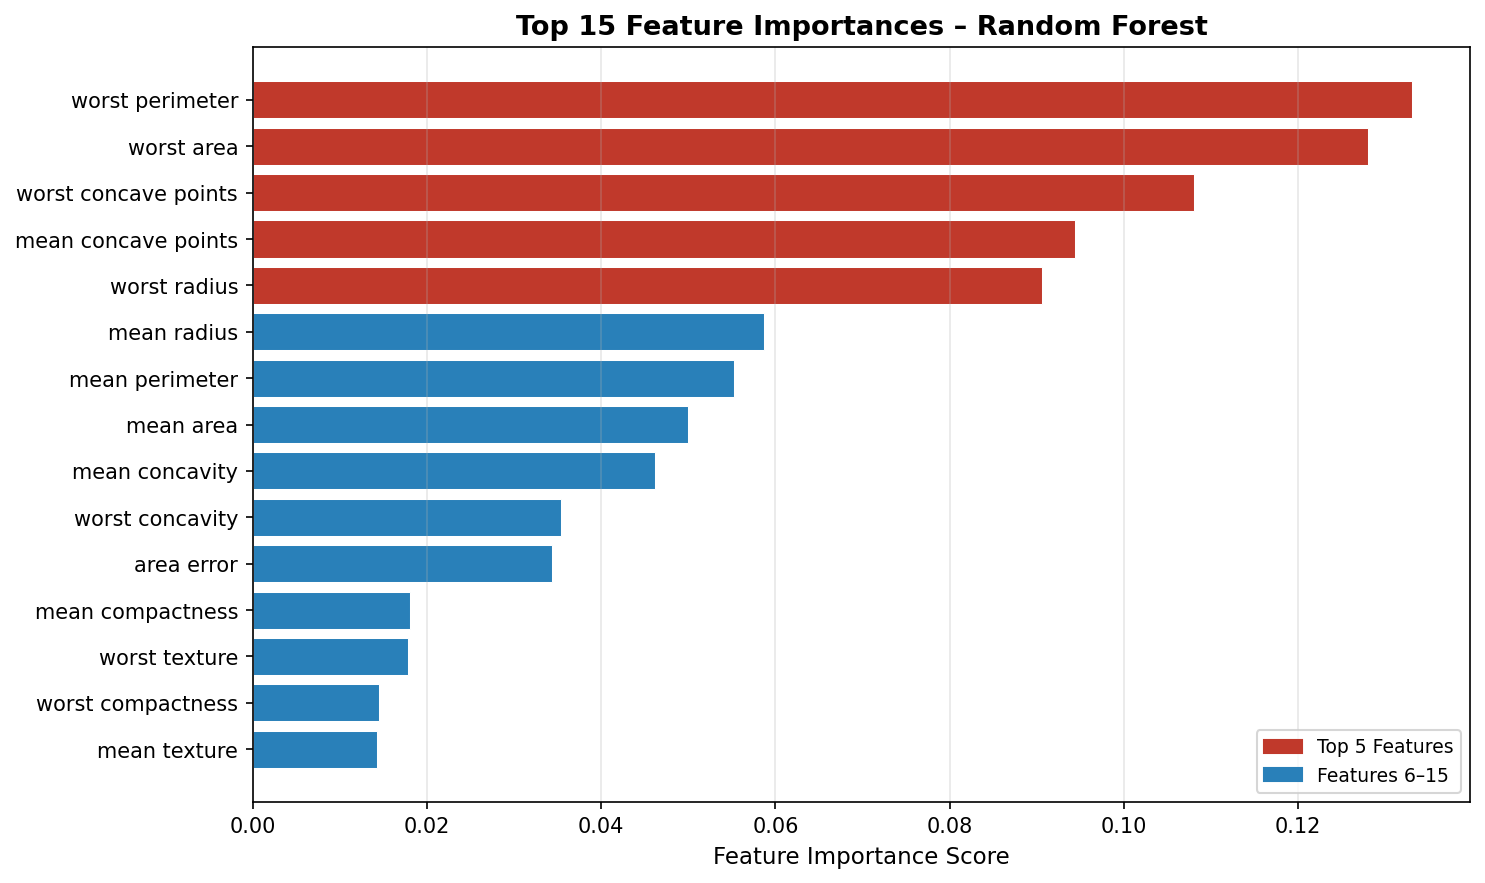 Top 15 Feature Importances – Random Forest
worst perimeter
worst area
worst concave points
mean concave points
worst radius
mean radius
mean perimeter
mean area
mean concavity
worst concavity
area error
mean compactness
worst texture
worst compactness
mean texture
Top 5 Features
Features 6–15
0.00 0.02 0.04 0.06 0.08 0.10 0.12
Feature Importance Score